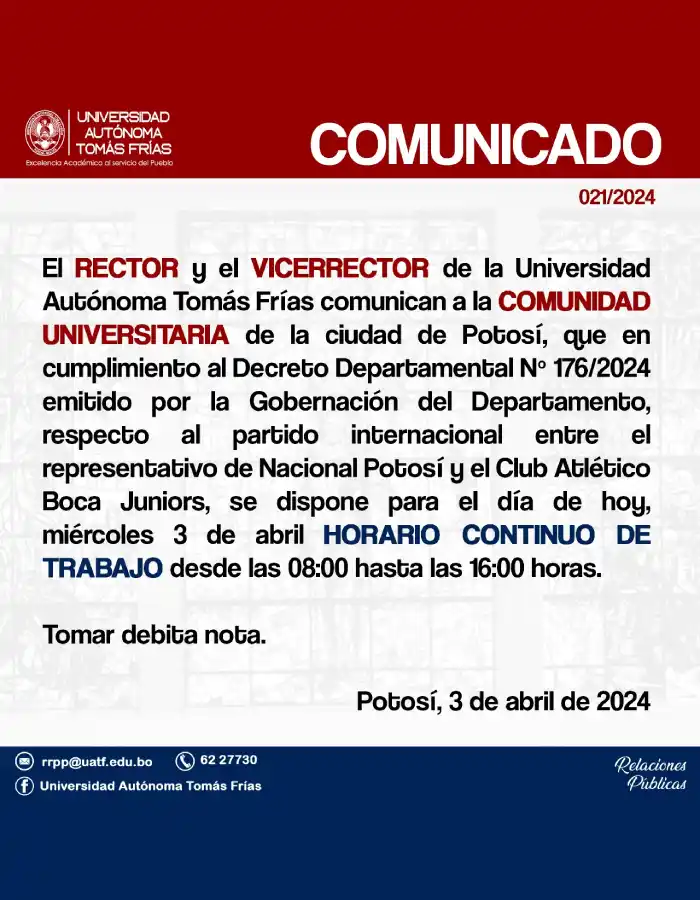 UNIVERSIDAD
AUTÓNOMA
TOMÁS FRÍAS
Excelencia Académica al servicio del Pueblo
COMUNICADO
021/2024
El RECTOR y el VICERRECTOR de la Universidad
Autónoma Tomás Frías comunican a la COMUNIDAD
UNIVERSITARIA de la ciudad de Potosí, que en
cumplimiento al Decreto Departamental Nº 176/2024
emitido por la Gobernación del Departamento,
respecto al partido internacional entre el
representativo de Nacional Potosí y el Club Atlético
Boca Juniors, se dispone para el día de hoy,
miércoles 3 de abril HORARIO CONTINUO DE
TRABAJO desde las 08:00 hasta las 16:00 horas.
Tomar debita nota.
Potosí, 3 de abril de 2024
rrpp@uatf.edu.bo 62 27730
Universidad Autónoma Tomás Frías
Relaciones
Públicas